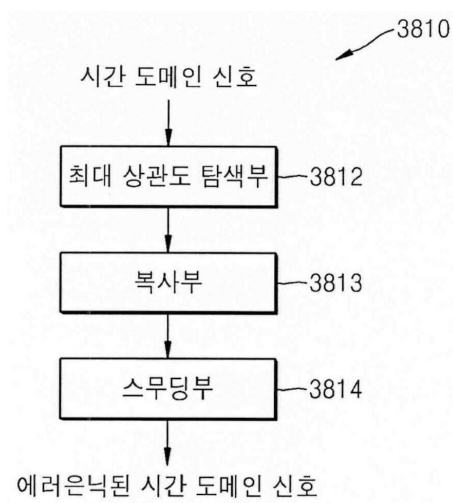 3810
시간 도메인 신호
최대 상관도 탐색부 3812
복사부 3813
스무딩부 3814
에러은닉된 시간 도메인 신호